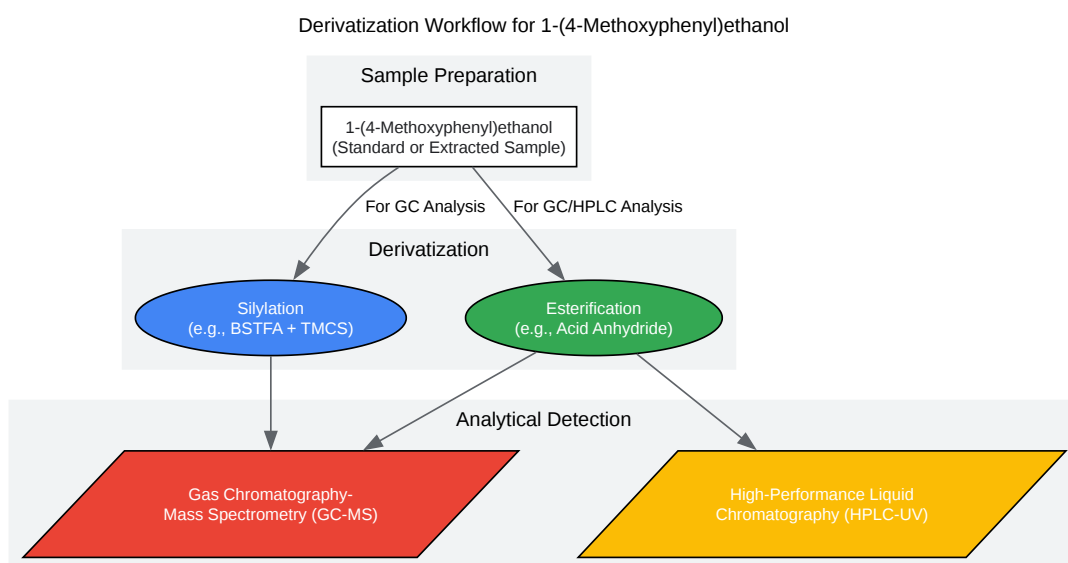 Derivatization Workflow for 1-(4-Methoxyphenyl)ethanol
Sample Preparation
1-(4-Methoxyphenyl)ethanol
(Standard or Extracted Sample)
For GC Analysis
For GC/HPLC Analysis
Derivatization
Silylation
(e.g., BSTFA + TMCS)
Esterification
(e.g., Acid Anhydride)
Analytical Detection
Gas Chromatography-
Mass Spectrometry (GC-MS)
High-Performance Liquid
Chromatography (HPLC-UV)